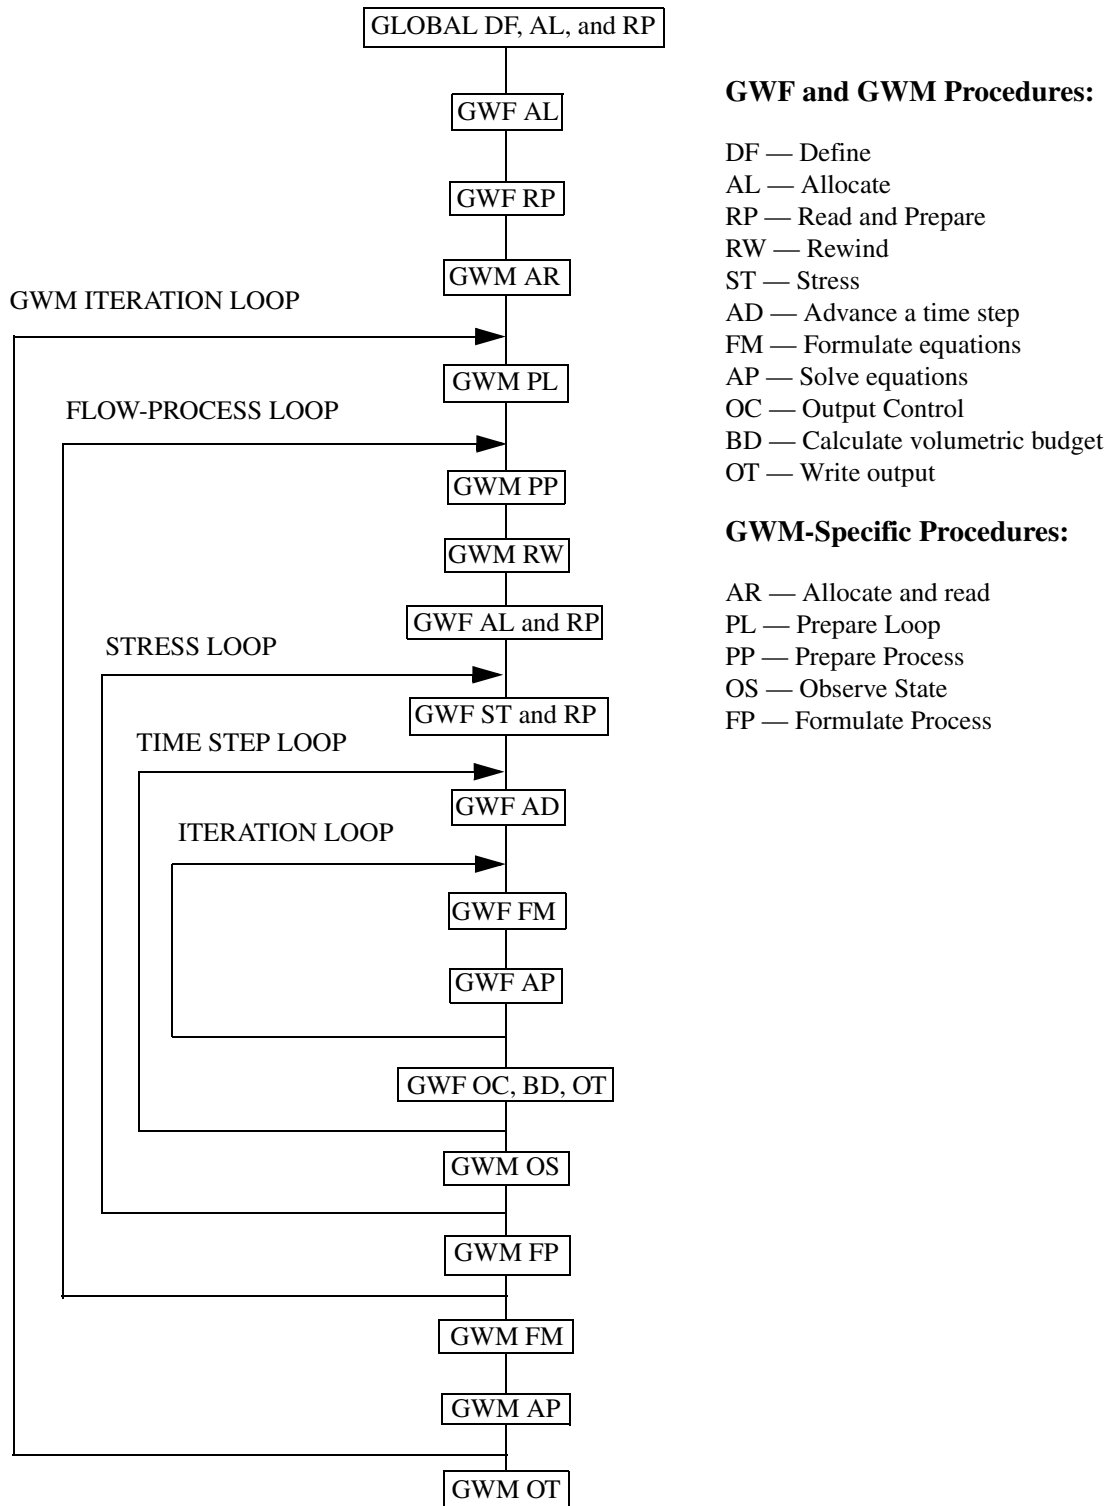 GLOBAL DF, AL, and RP
GWF AL
GWF RP
GWM AR
GWM ITERATION LOOP
GWM PL
FLOW-PROCESS LOOP
GWM PP
GWM RW
GWF AL and RP
STRESS LOOP
GWF ST and RP
TIME STEP LOOP
GWF AD
ITERATION LOOP
GWF FM
GWF AP
GWF OC, BD, OT
GWM OS
GWM FP
GWM FM
GWM AP
GWM OT
GWF and GWM Procedures:
DF — Define
AL — Allocate
RP — Read and Prepare
RW — Rewind
ST — Stress
AD — Advance a time step
FM — Formulate equations
AP — Solve equations
OC — Output Control
BD — Calculate volumetric budget
OT — Write output
GWM-Specific Procedures:
AR — Allocate and read
PL — Prepare Loop
PP — Prepare Process
OS — Observe State
FP — Formulate Process